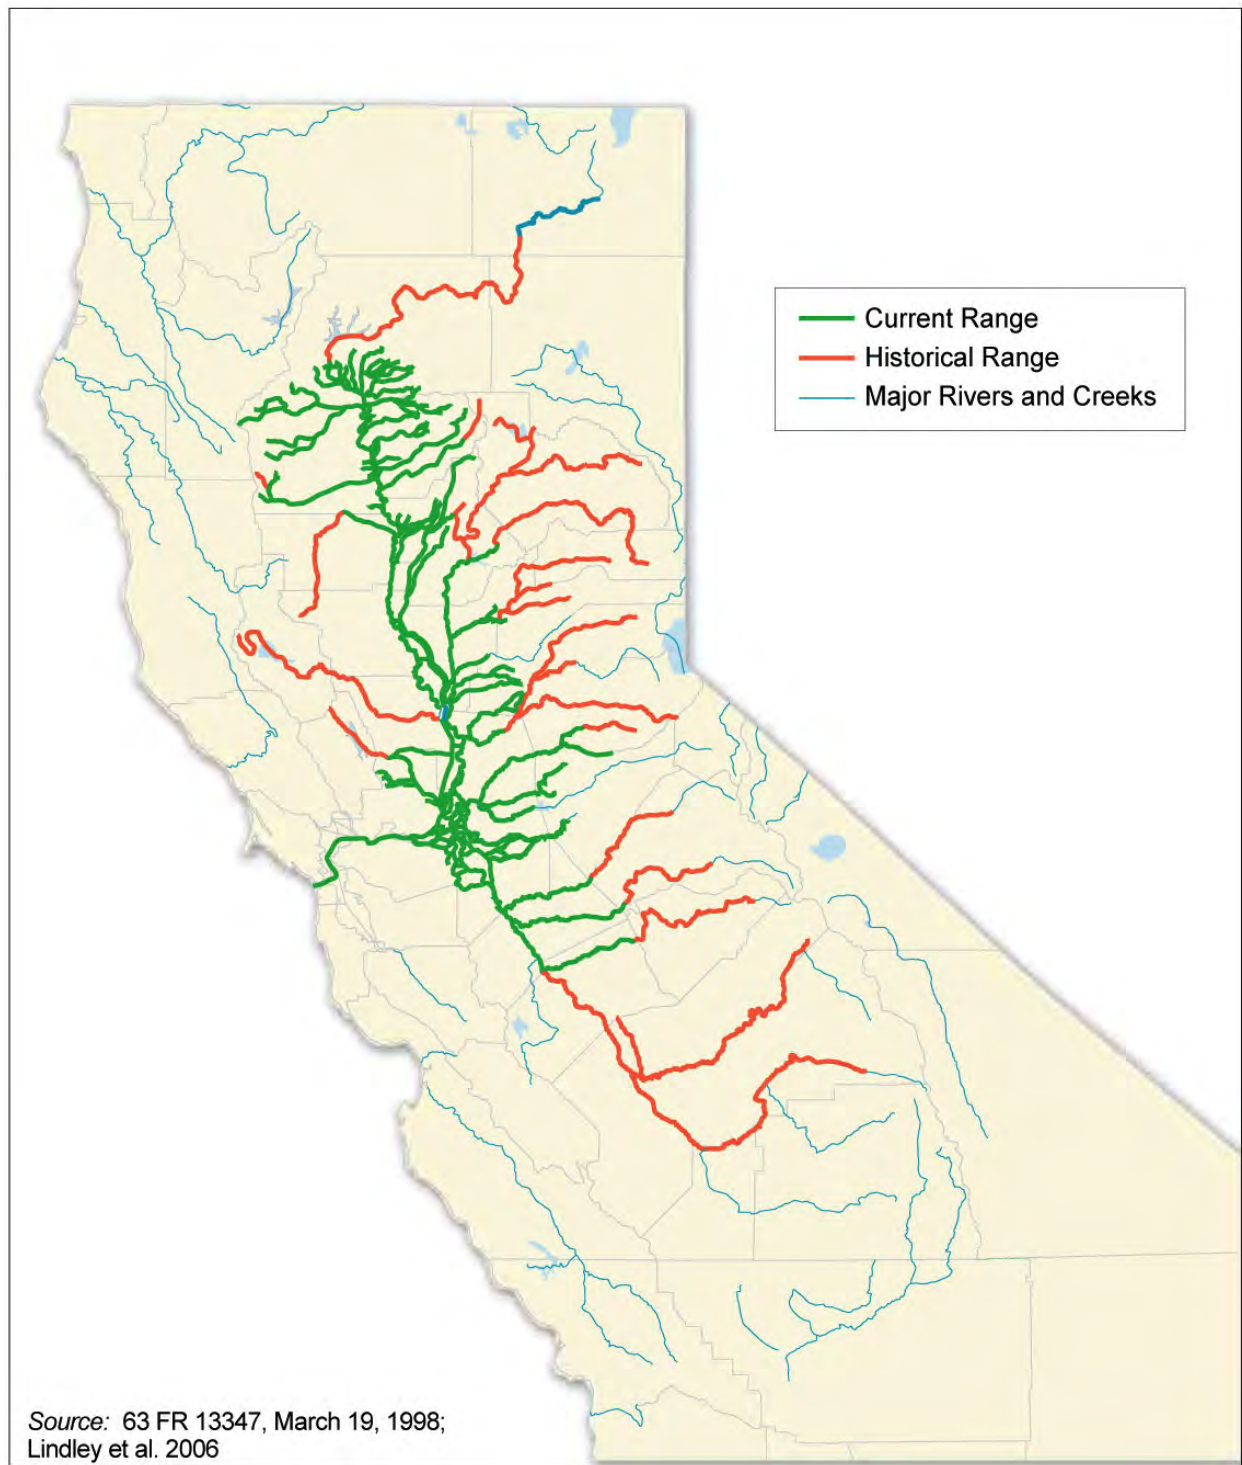 Current Range
Historical Range
Major Rivers and Creeks
Source: 63 FR 13347, March 19, 1998;
Lindley et al. 2006